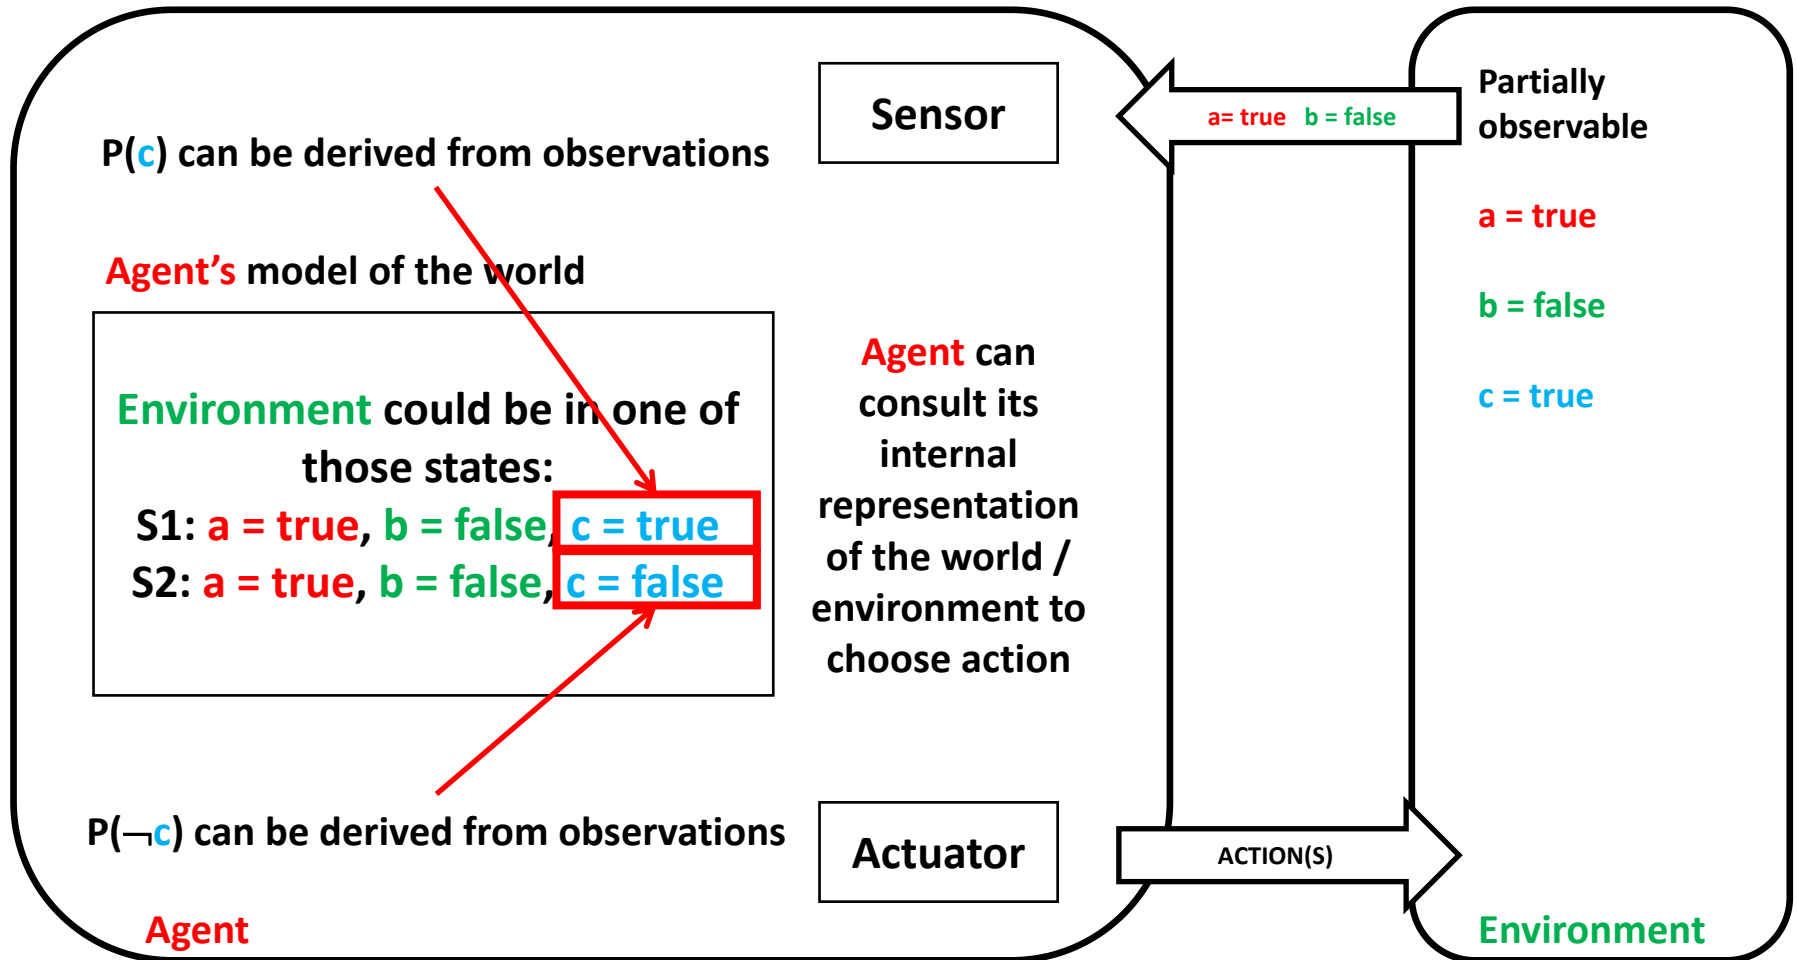 Sensor
a= true b = false
Partially
observable
P(c) can be derived from observations
a = true
Agent's model of the world
b = false
Agent can
consult its
internal
representation
of the world /
environment to
choose action
c = true
Environment could be in one of
those states:
S1: a = true, b = false, c = true
S2: a = true, b = false, c = false
P(¬c) can be derived from observations
Actuator
ACTION(S)
Agent
Environment